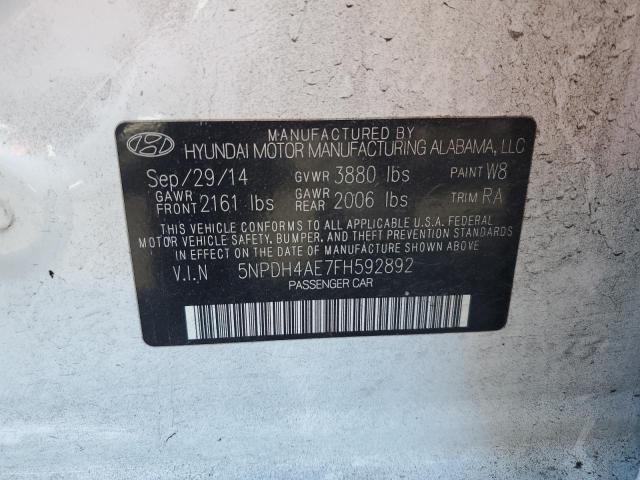 MANUFACTURED BY
HYUNDAI MOTOR MANUFACTURING ALABAMA, LLC
Sep/29/14 GVWR 3880 lbs PAINT W8
GAWR FRONT 2161 lbs GAWR REAR 2006 lbs TRIM RA
THIS VEHICLE CONFORMS TO ALL APPLICABLE U.S.A. FEDERAL
MOTOR VEHICLE SAFETY, BUMPER, AND THEFT PREVENTION STANDARDS
IN EFFECT ON THE DATE OF MANUFACTURE SHOWN ABOVE.
V.I.N 5NPDH4AE7FH592892
PASSENGER CAR